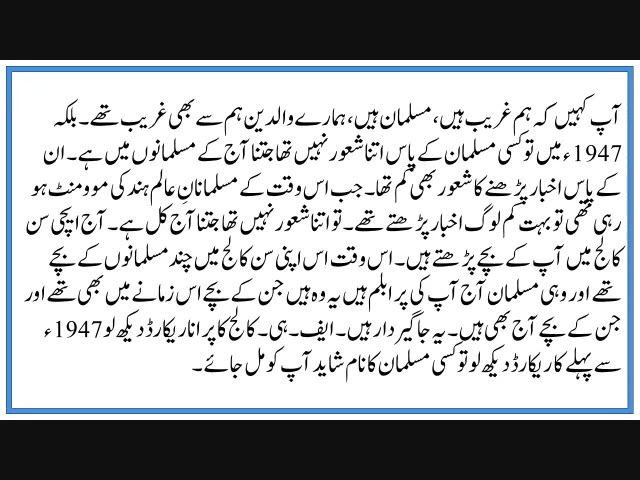 آپ کہیں کہ ہم غریب ہیں، مسلمان ہیں، ہمارے والدین ہم سے بھی غریب تھے۔ بلکہ
1947ء میں تو کسی مسلمان کے پاس اتنا شعور نہیں تھا جتنا آج کے مسلمانوں میں ہے۔ ان
کے پاس اخبار پڑھنے کا شعور بھی کم تھا۔ جب اس وقت کے مسلمانانِ عالم ہند کی موومنٹ ہو
رہی تھی تو بہت کم لوگ اخبار پڑھتے تھے۔ تو اتنا شعور نہیں تھا جتنا آج کل ہے۔ آج ایچی سن
کالج میں آپ کے بچے پڑھتے ہیں۔ اس وقت اس اپنی سن کالج میں چند مسلمانوں کے بچے
تھے اور وہی مسلمان آج آپ کی پرابلم ہیں یہ وہ ہیں جن کے بچے اس زمانے میں بھی تھے اور
جن کے بچے آج بھی ہیں۔ یہ جاگیر دار ہیں۔ ایف۔ ہی۔ کالج کا پرانا ریکارڈ دیکھ لو 1947ء
سے پہلے کا ریکارڈ دیکھ لو تو کسی مسلمان کا نام شاید آپ کو مل جائے۔